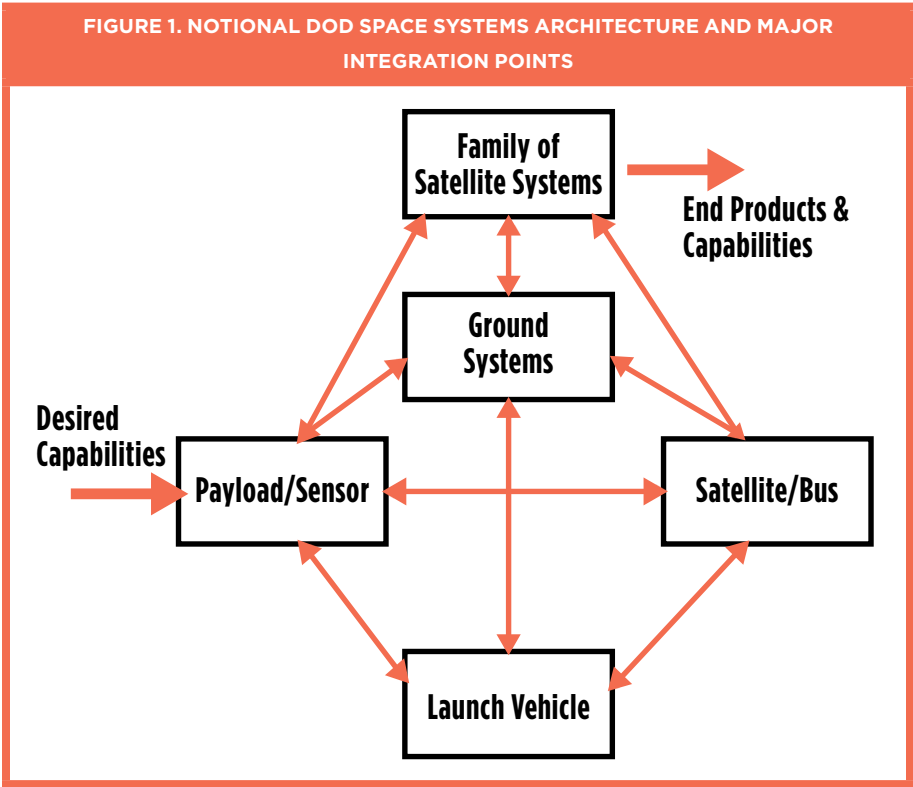 FIGURE 1. NOTIONAL DOD SPACE SYSTEMS ARCHITECTURE AND MAJOR
INTEGRATION POINTS
Family of
Satellite Systems
End Products &
Capabilities
Ground
Systems
Desired
Capabilities
Payload/Sensor
Satellite/Bus
Launch Vehicle